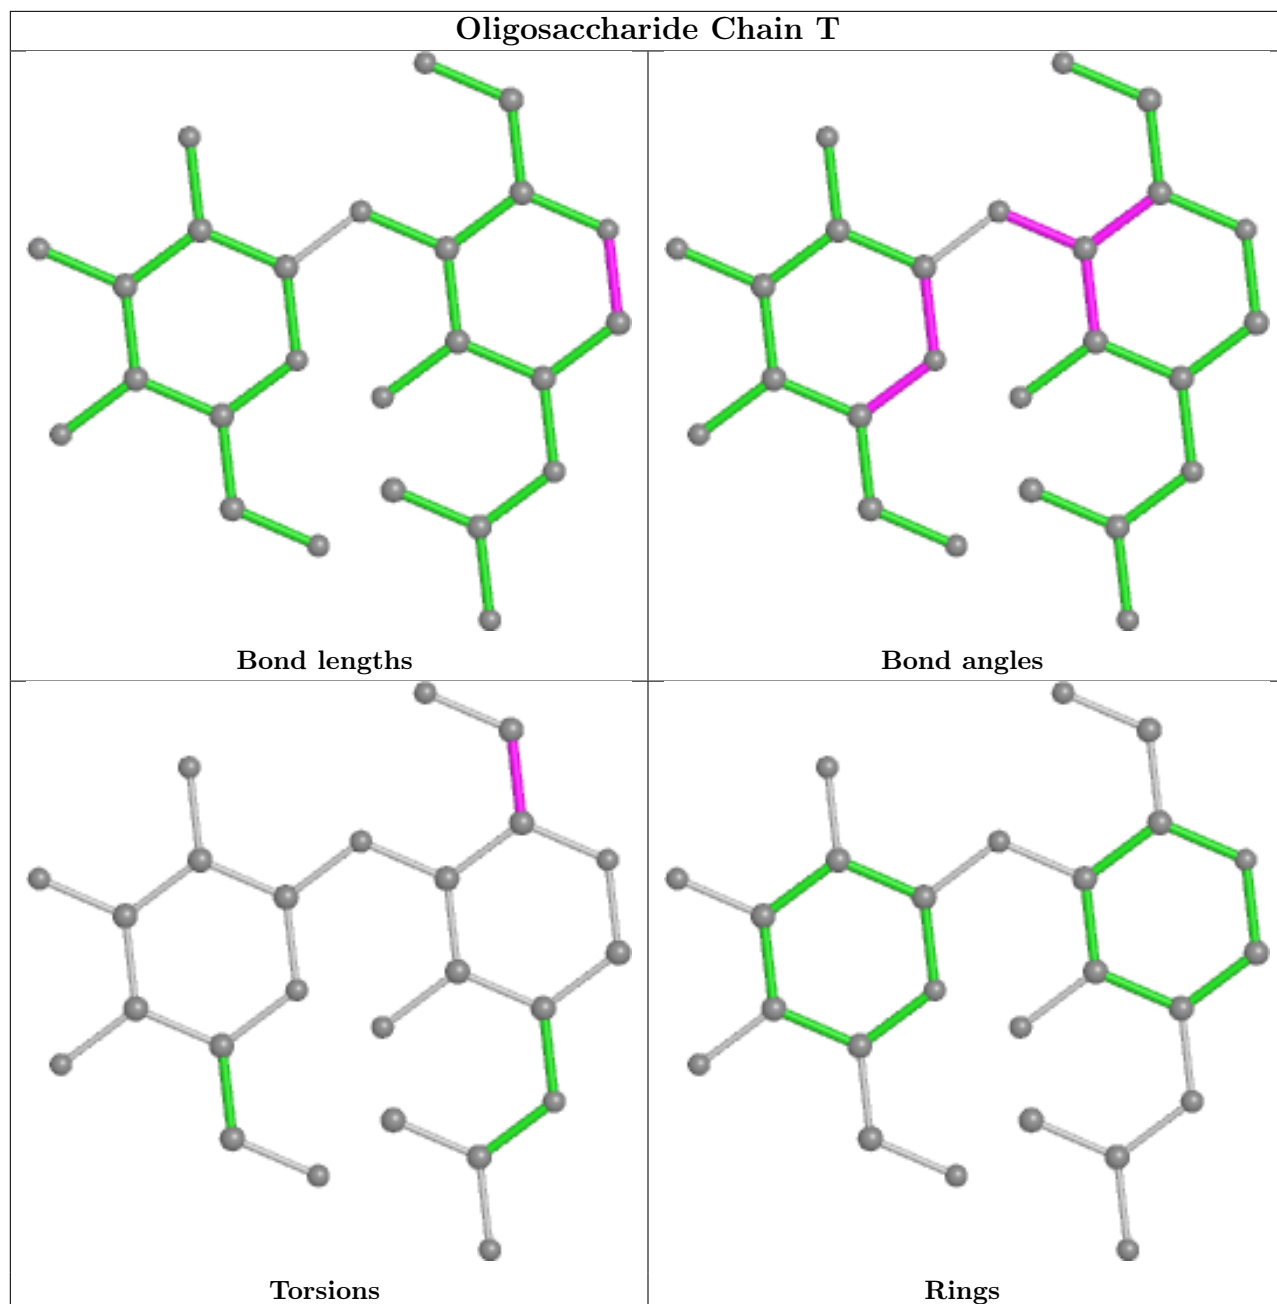 Oligosaccharide Chain T
Bond lengths
Bond angles
Torsions
Rings